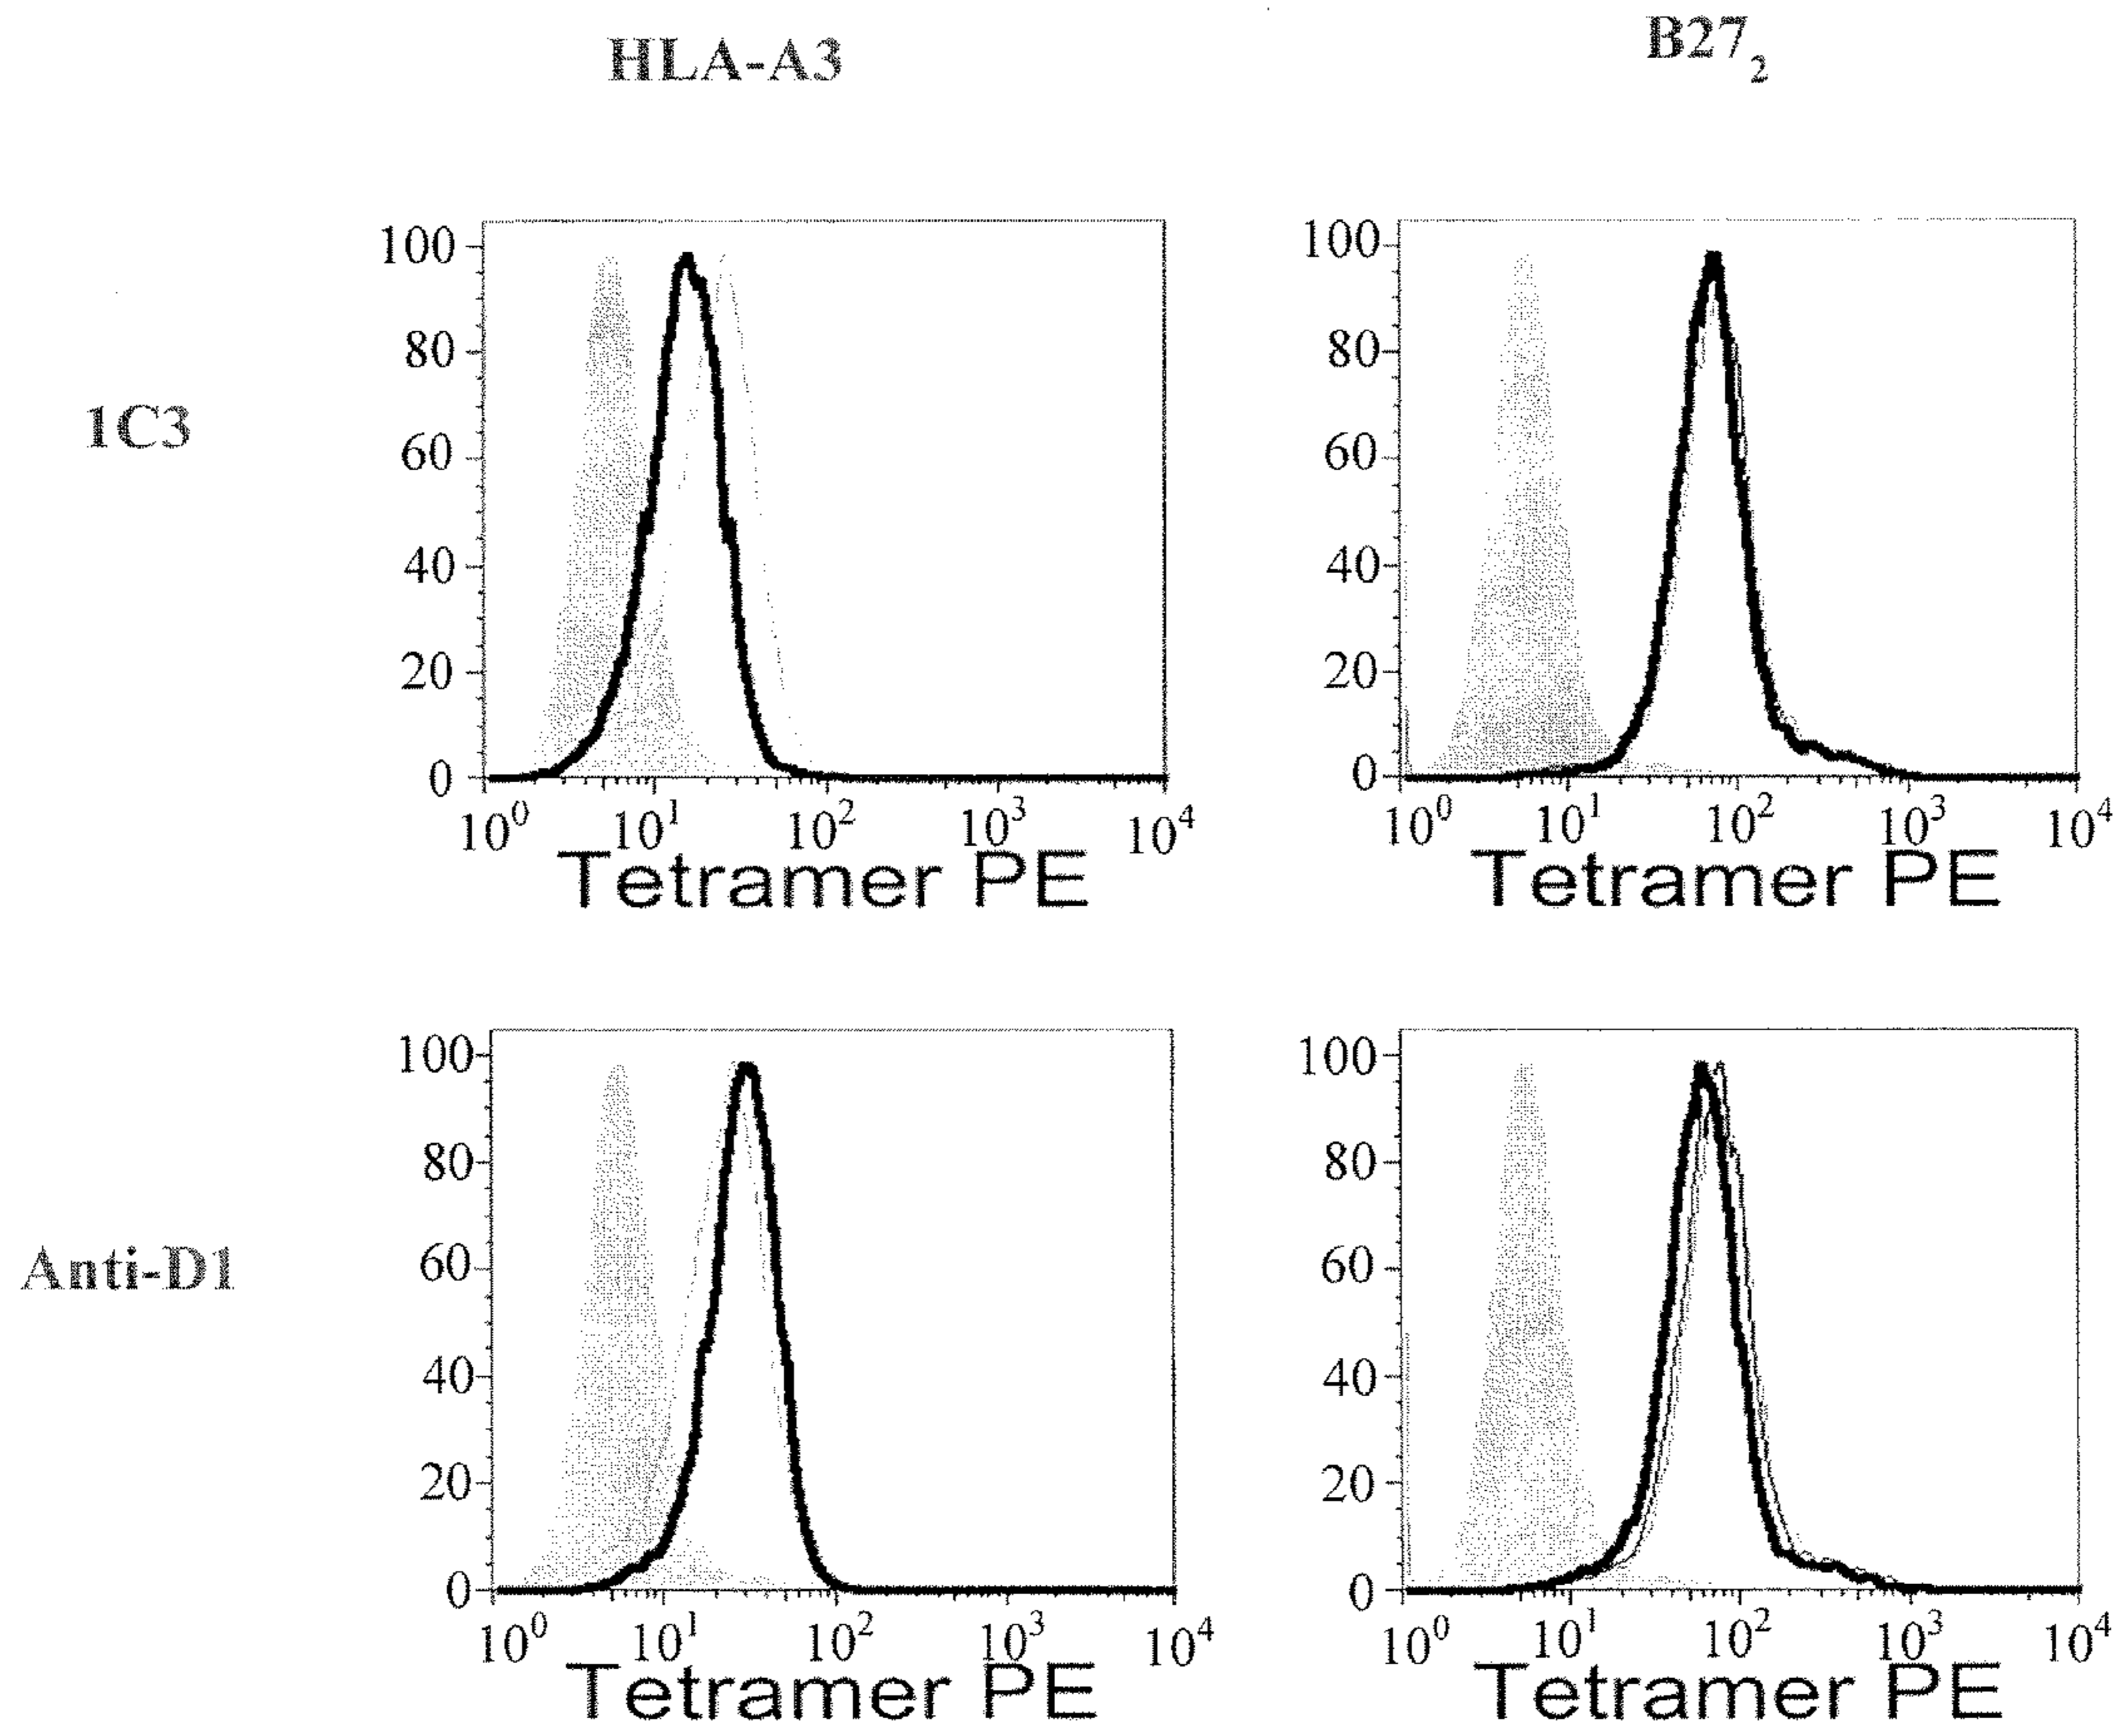 HLA-A3 B27₂
1C3
100 100
80 80
60 60
40 40
20 20
0 0
10⁰ 10¹ 10² 10³ 10⁴ 10⁰ 10¹ 10² 10³ 10⁴
Tetramer PE Tetramer PE
Anti-D1
100 100
80 80
60 60
40 40
20 20
0 0
10⁰ 10¹ 10² 10³ 10⁴ 10⁰ 10¹ 10² 10³ 10⁴
Tetramer PE Tetramer PE